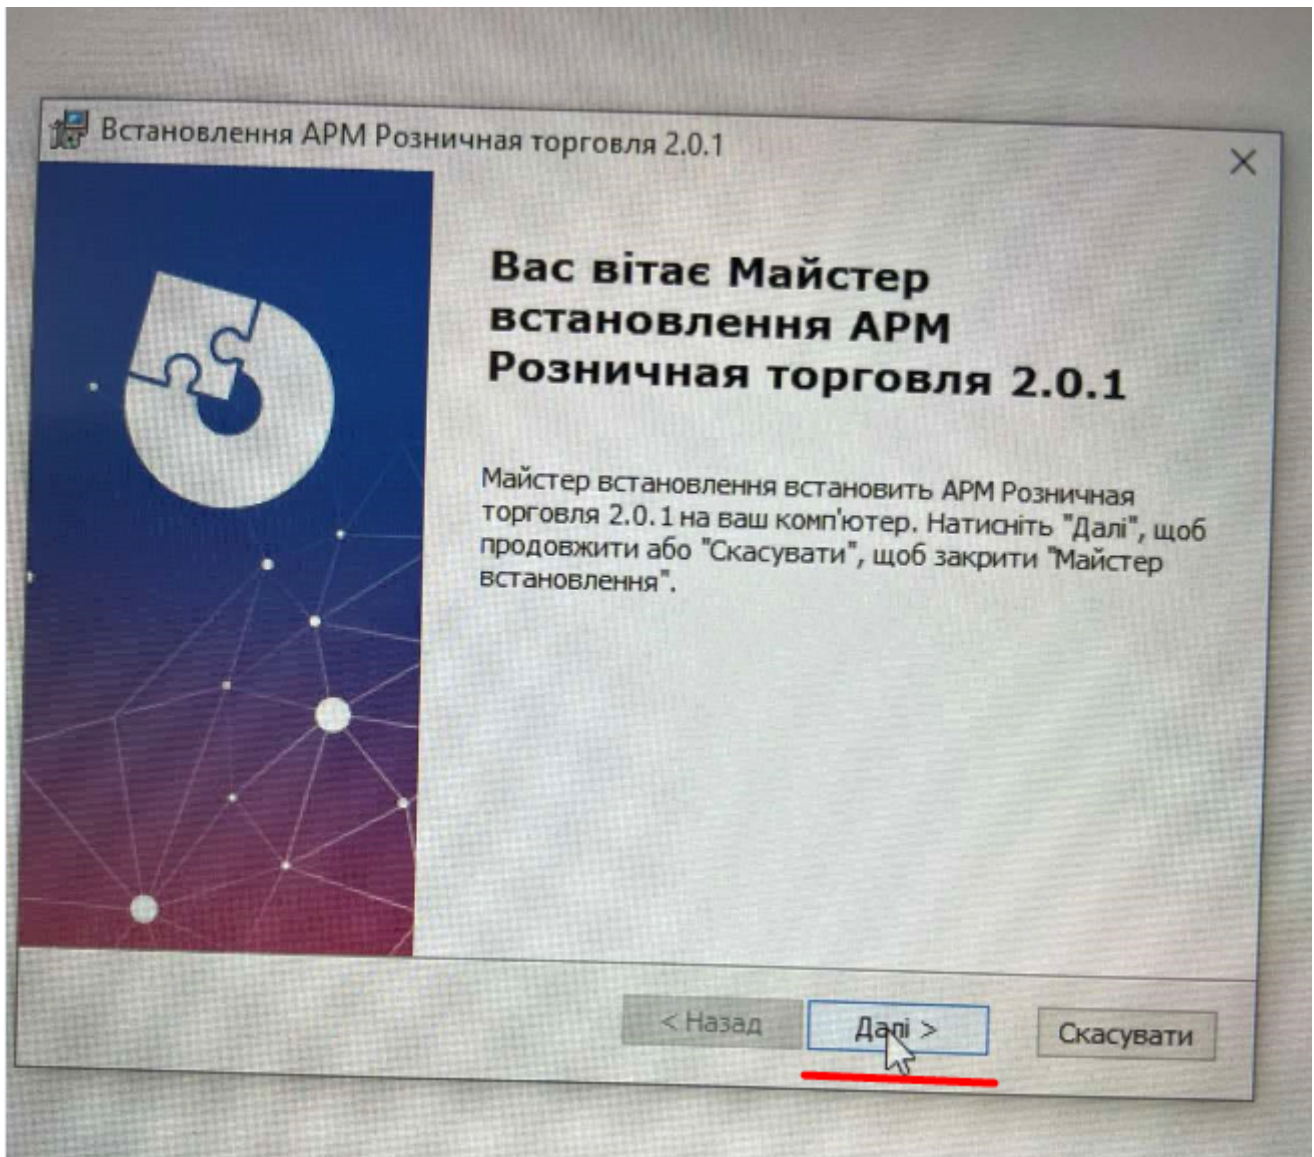 Встановлення АРМ Розничная торговля 2.0.1
Вас вітає Майстер
встановлення АРМ
Розничная торговля 2.0.1
Майстер встановлення встановить АРМ Розничная
торговля 2.0.1 на ваш комп'ютер. Натисніть "Далі", щоб
продовжити або "Скасувати", щоб закрити "Майстер
встановлення".
< Назад
Далі >
Скасувати